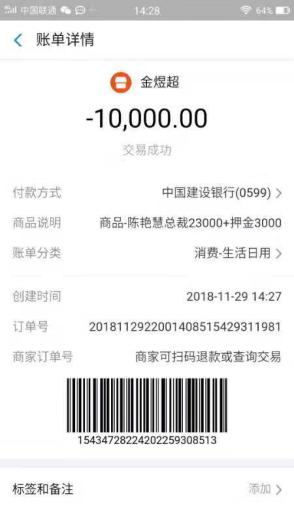 中国联通 14:28 64%
账单详情
金煜超
-10,000.00
交易成功
付款方式 中国建设银行(0599)
商品说明 商品-陈艳慧总裁23000+押金3000
账单分类 消费-生活日用
创建时间 2018-11-29 14:27
订单号 2018112922001408515429311981
商家订单号 商家可扫码退款或查询交易
15434728224202259308513
标签和备注 添加